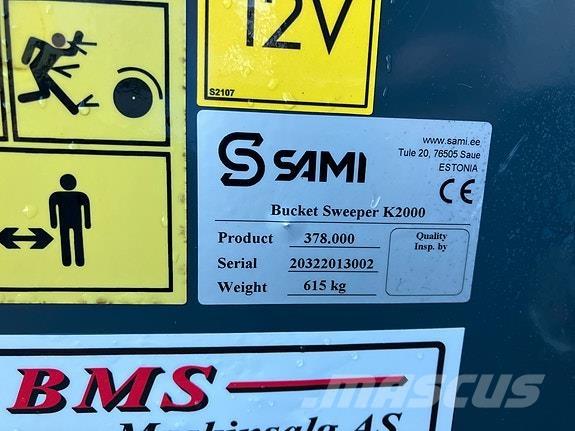 12V
S2107
SAMI
www.sami.ee
Tule 20, 76505 Saue
ESTONIA
CE
Bucket Sweeper K2000
Product 378.000
Serial 20322013002
Weight 615 kg
Quality
Insp. by
BMS
Maskinsalg AS
MASCUS